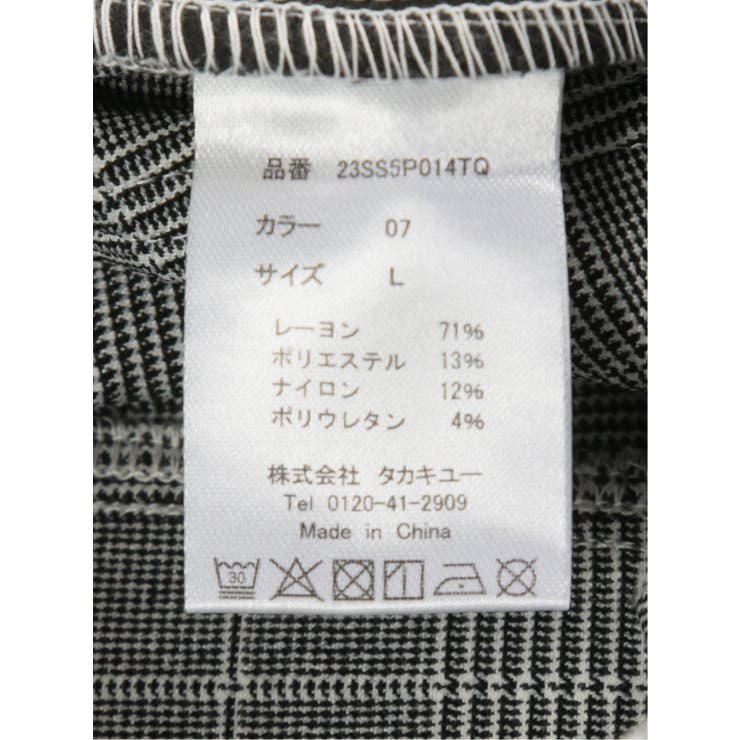 品番 23SS5P014TQ
カラー 07
サイズ L
レーヨン 71%
ポリエステル 13%
ナイロン 12%
ポリウレタン 4%
株式会社 タカキユー
Tel 0120-41-2909
Made in China
30